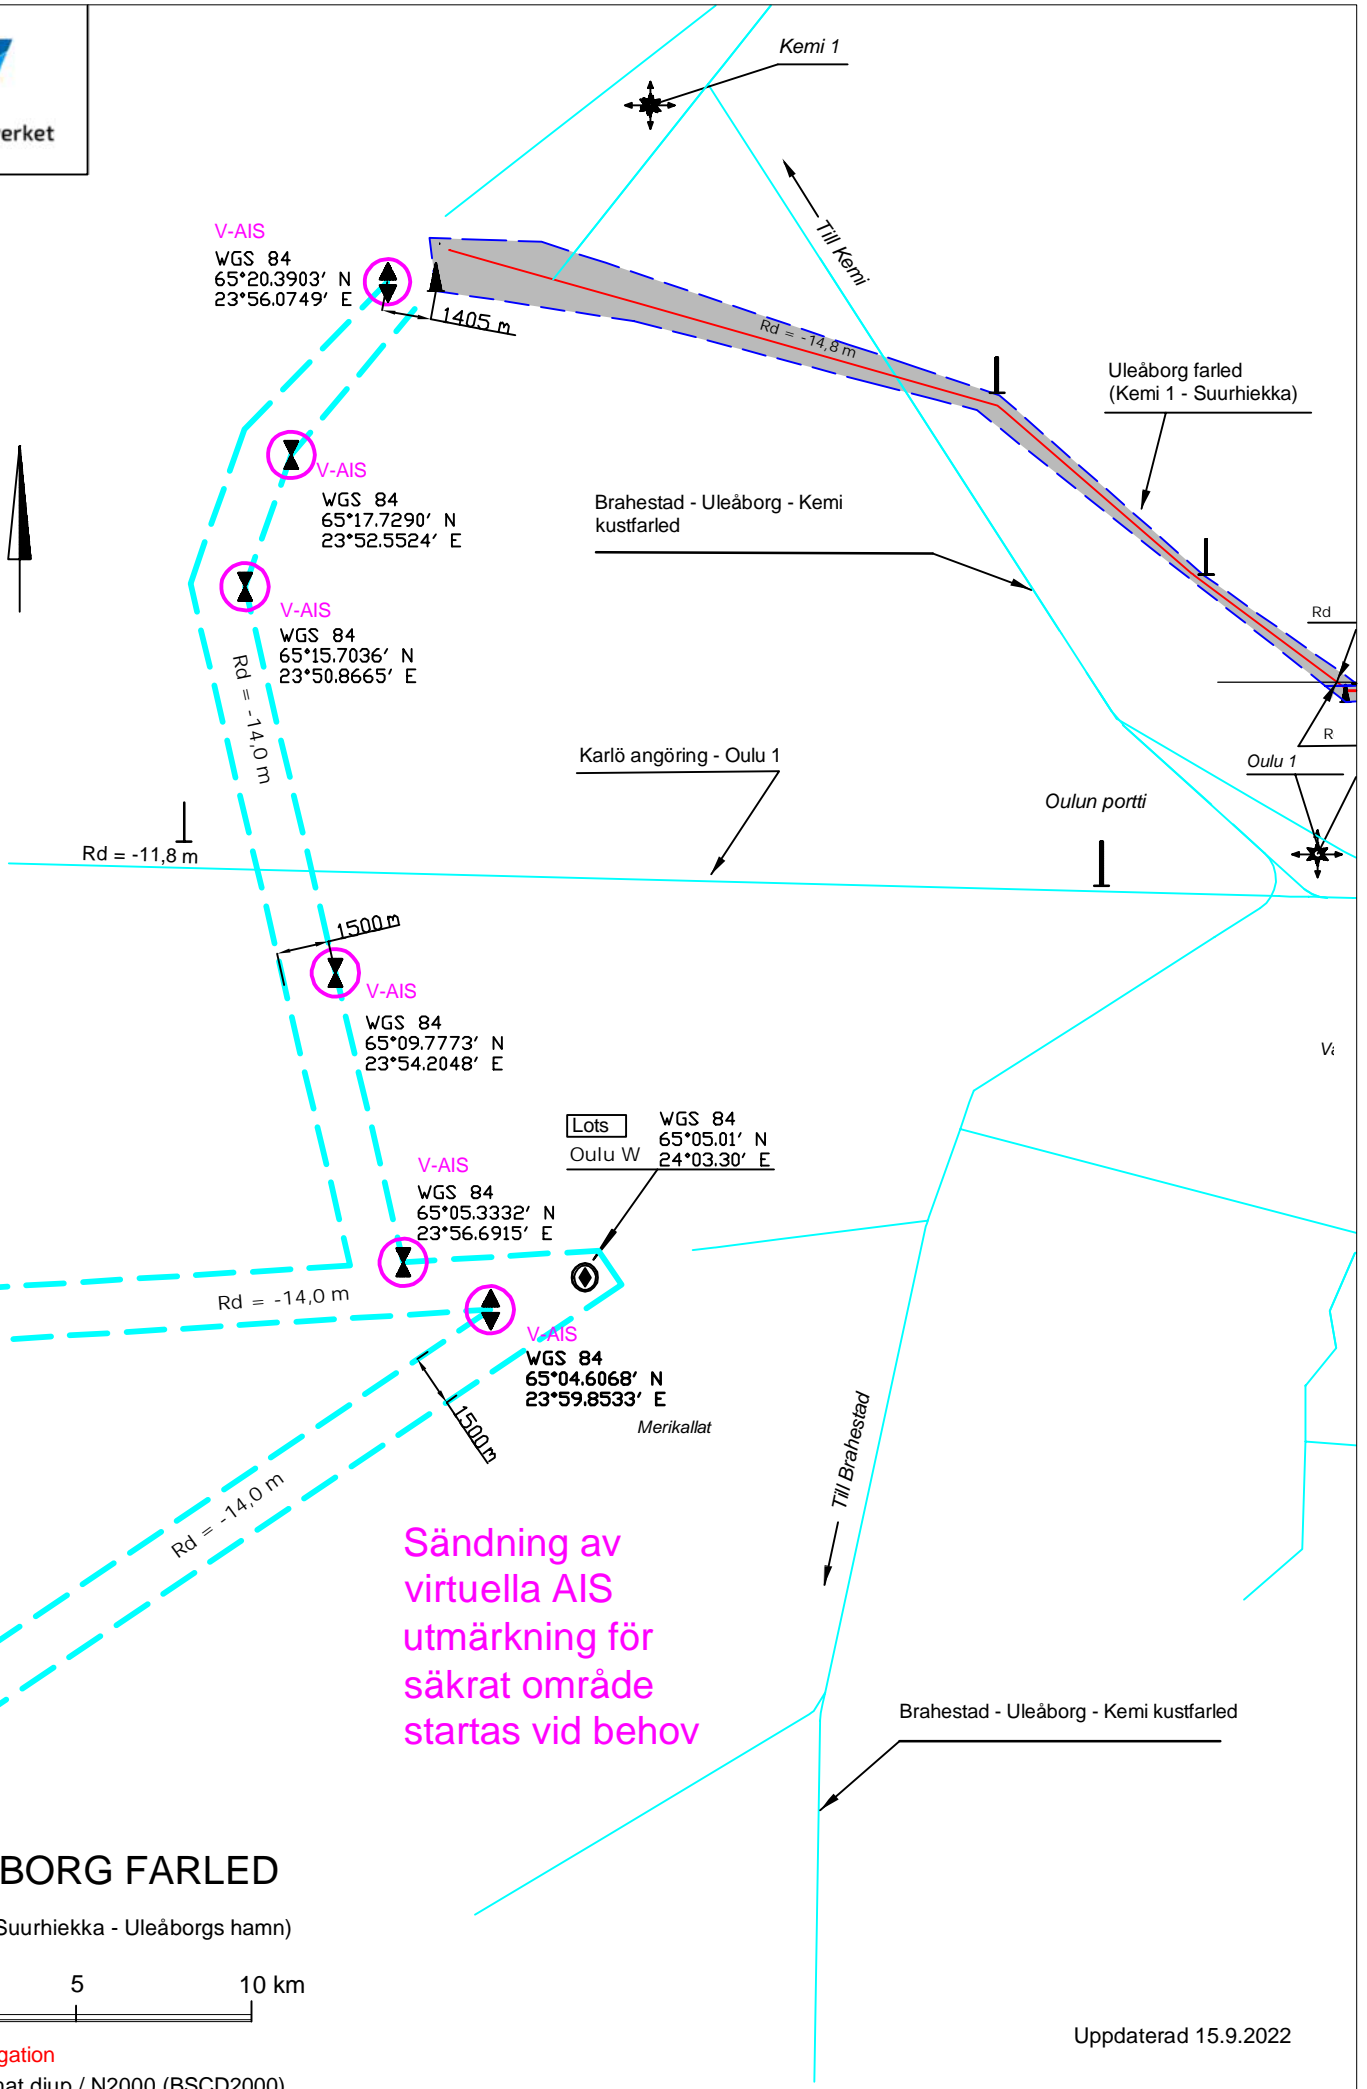 erket
Kemi 1
V-AIS
WGS 84
65°20.3903′ N
23°56.0749′ E
1405 m
Till Kemi
Rd = -14,8 m
Uleåborg farled
(Kemi 1 - Suurhiekka)
V-AIS
WGS 84
65°17.7290′ N
23°52.5524′ E
Brahestad - Uleåborg - Kemi
kustfarled
V-AIS
WGS 84
65°15.7036′ N
23°50.8665′ E
Rd
Rd = -14,0 m
R
Karlö angöring - Oulu 1
Oulu 1
Oulun portti
Rd = -11,8 m
1500 m
V-AIS
WGS 84
65°09.7773′ N
23°54.2048′ E
Lots
Oulu W
WGS 84
65°05.01′ N
24°03.30′ E
V-AIS
WGS 84
65°05.3332′ N
23°56.6915′ E
Rd = -14,0 m
V-AIS
WGS 84
65°04.6068′ N
23°59.8533′ E
Merikallat
1500 m
Till Brahestad
Rd = -14,0 m
Sändning av
virtuella AIS
utmärkning för
säkrat område
startas vid behov
Brahestad - Uleåborg - Kemi kustfarled
BORG FARLED
Suurhiekka - Uleåborgs hamn)
5 10 km
Uppdaterad 15.9.2022
gation
nat djup / N2000 (BSCD2000)